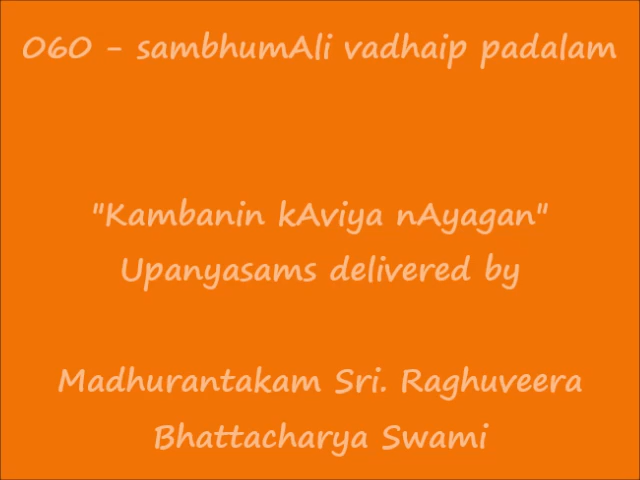 060 - sambhumAli vadhaip padalam
"Kambanin kAviya nAyagan"
Upanyasams delivered by
Madhurantakam Sri. Raghuveera
Bhattacharya Swami